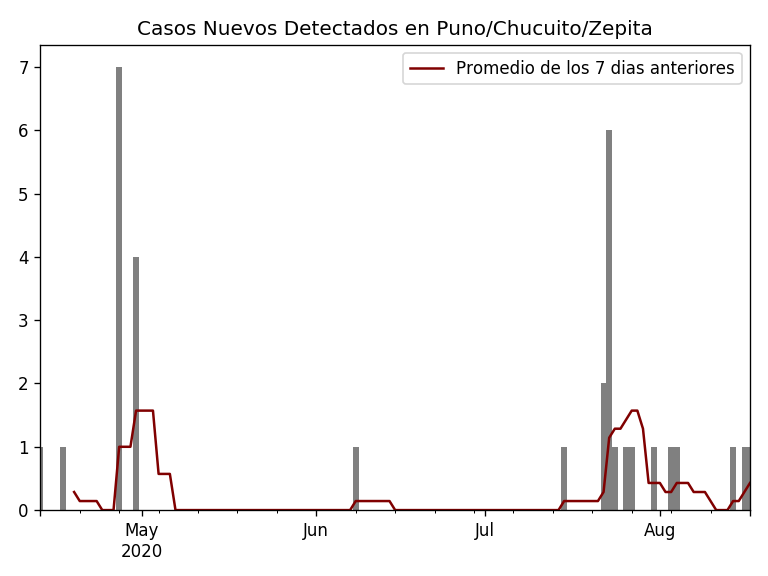 Casos Nuevos Detectados en Puno/Chucuito/Zepita
Promedio de los 7 dias anteriores
7
6
5
4
3
2
1
0
May
2020
Jun
Jul
Aug